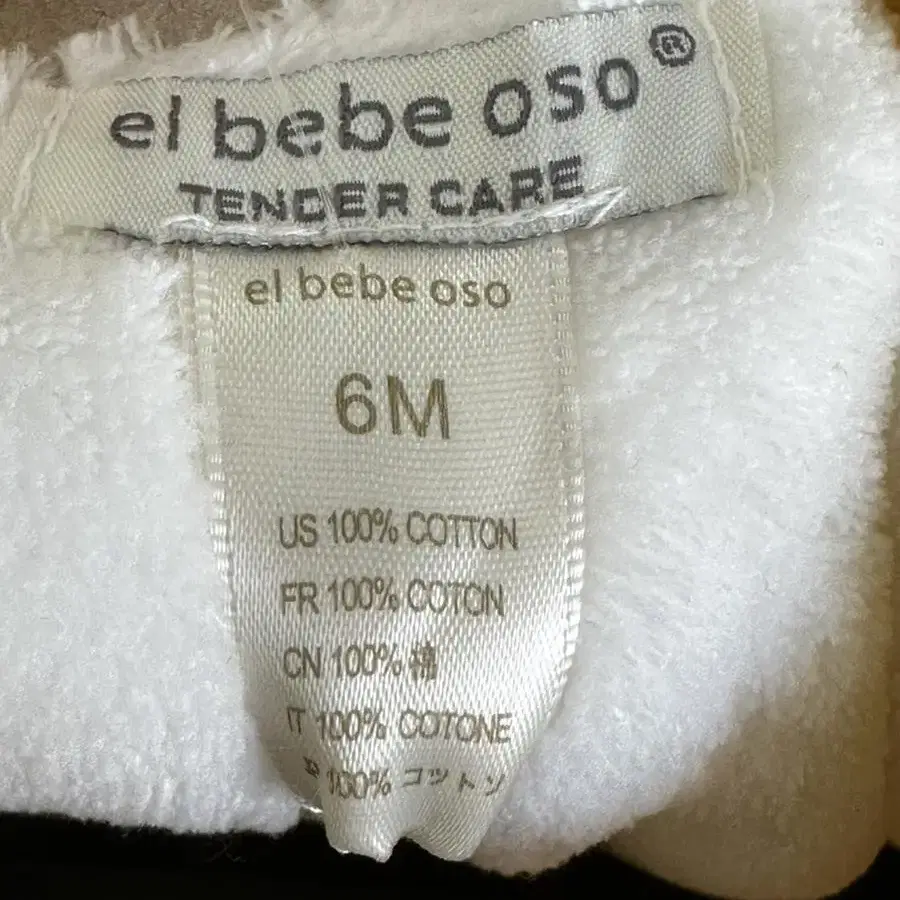 el bebe oso®
TENDER CARE
el bebe oso
6M
US 100% COTTON
FR 100% COTON
CN 100% 棉
IT 100% COTONE
100% コットン